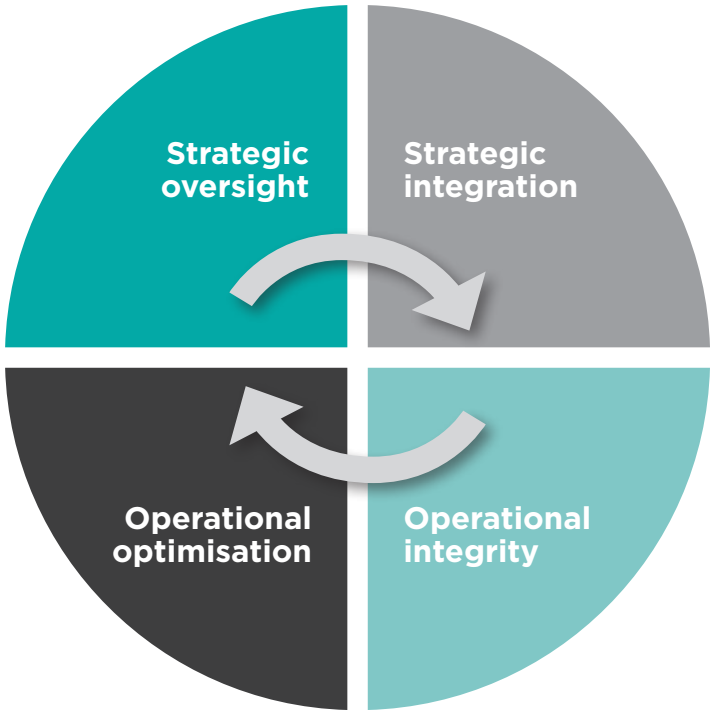 Strategic
oversight
Strategic
integration
Operational
optimisation
Operational
integrity